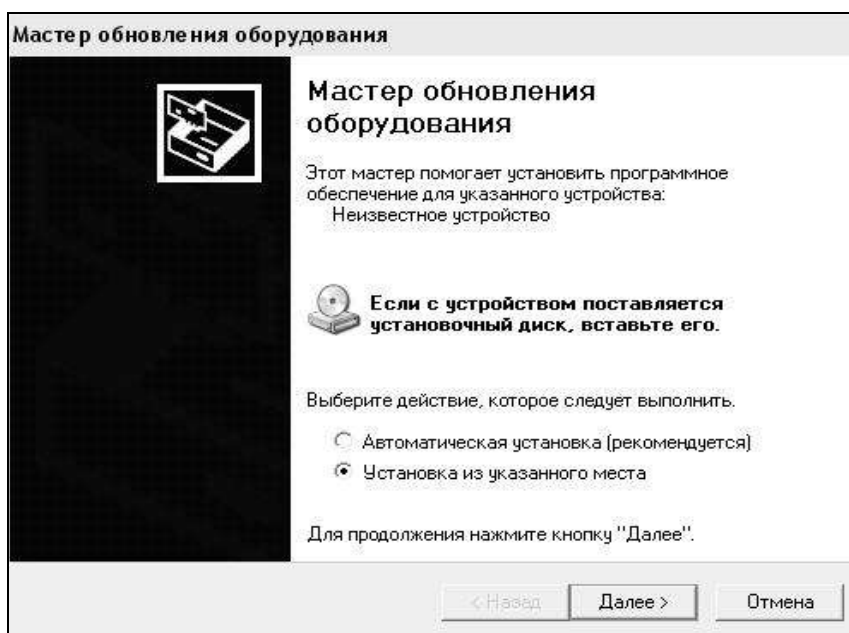 Мастер обновления оборудования
Мастер обновления
оборудования
Этот мастер помогает установить программное
обеспечение для указанного устройства:
Неизвестное устройство
Если с устройством поставляется
установочный диск, вставьте его.
Выберите действие, которое следует выполнить.
Автоматическая установка (рекомендуется)
Установка из указанного места
Для продолжения нажмите кнопку "Далее".
< Назад
Далее >
Отмена